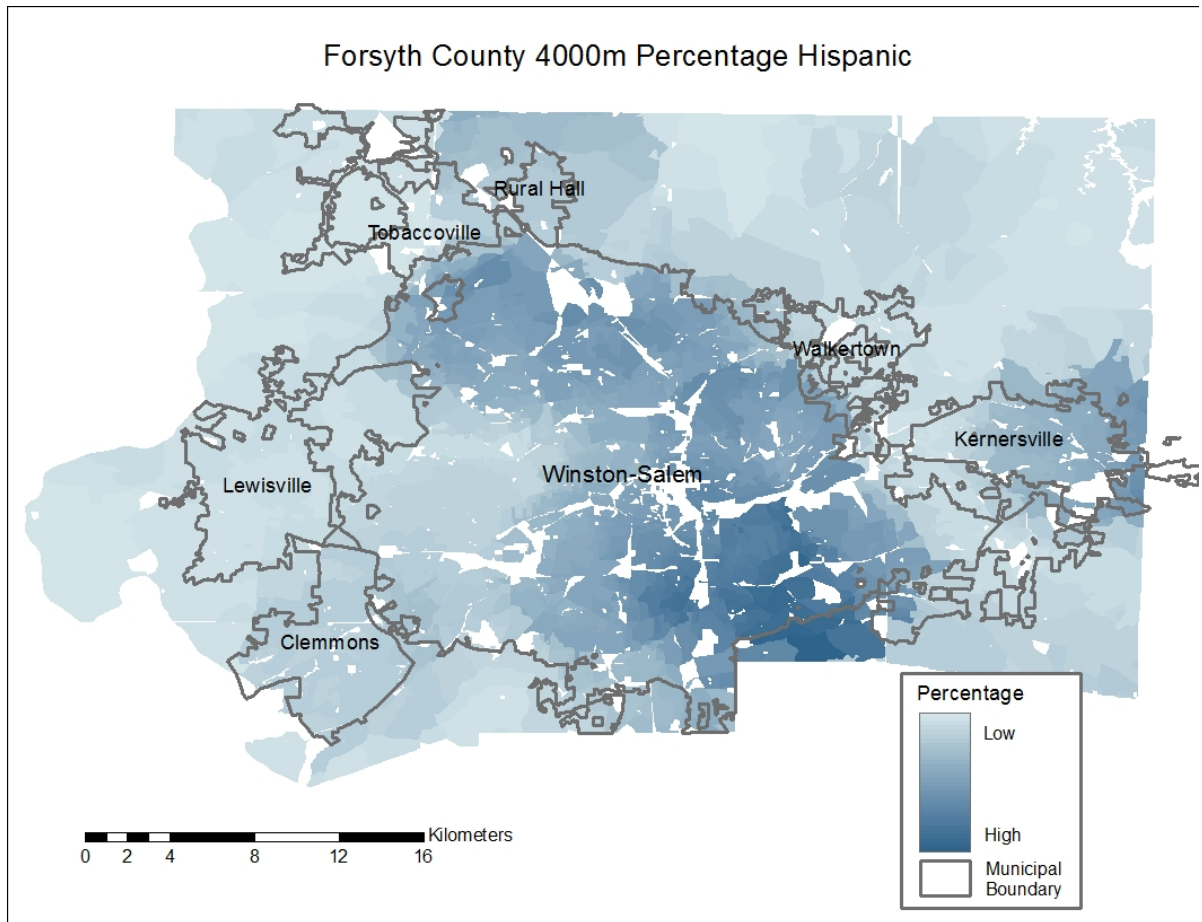 Forsyth County 4000m Percentage Hispanic
Rural Hall
Tobaccoville
Walkertown
Kernersville
Winston-Salem
Lewisville
Clemmons
Percentage
Low
High
Municipal
Boundary
Kilometers
0 2 4 8 12 16